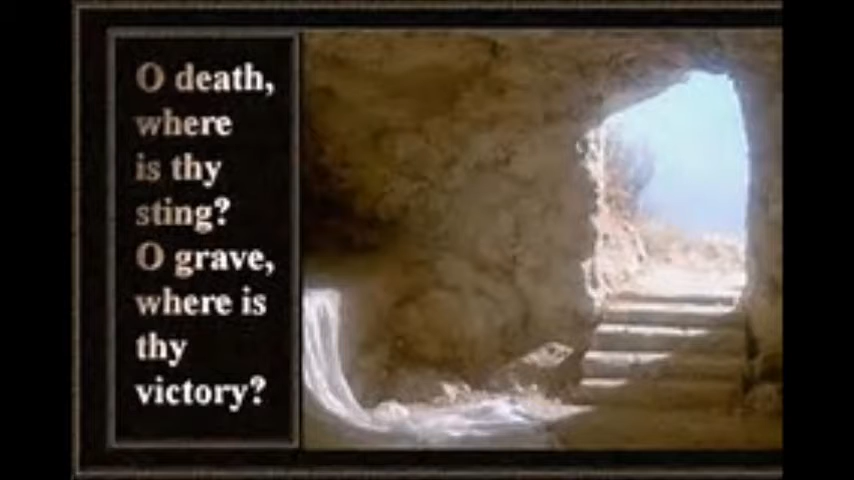 O death,
where
is thy
sting?
O grave,
where is
thy
victory?